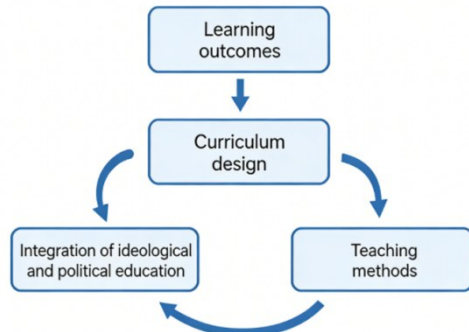 Learning
outcomes
Curriculum
design
Integration of ideological
and political education
Teaching
methods